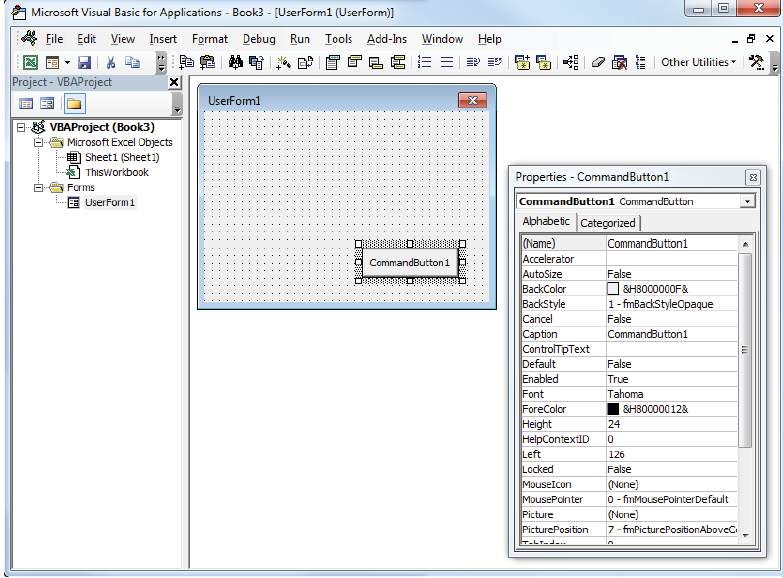 Microsoft Visual Basic for Applications - Book3 - [UserForm1 (UserForm)]
File Edit View Insert Format Debug Run Tools Add-Ins Window Help
Other Utilities
Project - VBAProject
VBAProject (Book3)
Microsoft Excel Objects
Sheet1 (Sheet1)
ThisWorkbook
Forms
UserForm1
UserForm1
CommandButton1
Properties - CommandButton1
CommandButton1 CommandButton
Alphabetic Categorized
(Name) CommandButton1
Accelerator
AutoSize False
BackColor &H8000000F&
BackStyle 1 - fmBackStyleOpaque
Cancel False
Caption CommandButton1
ControlTipText
Default False
Enabled True
Font Tahoma
ForeColor &H80000012&
Height 24
HelpContextID 0
Left 126
Locked False
MouseIcon (None)
MousePointer 0 - fmMousePointerDefault
Picture (None)
PicturePosition 7 - fmPicturePositionAboveCe